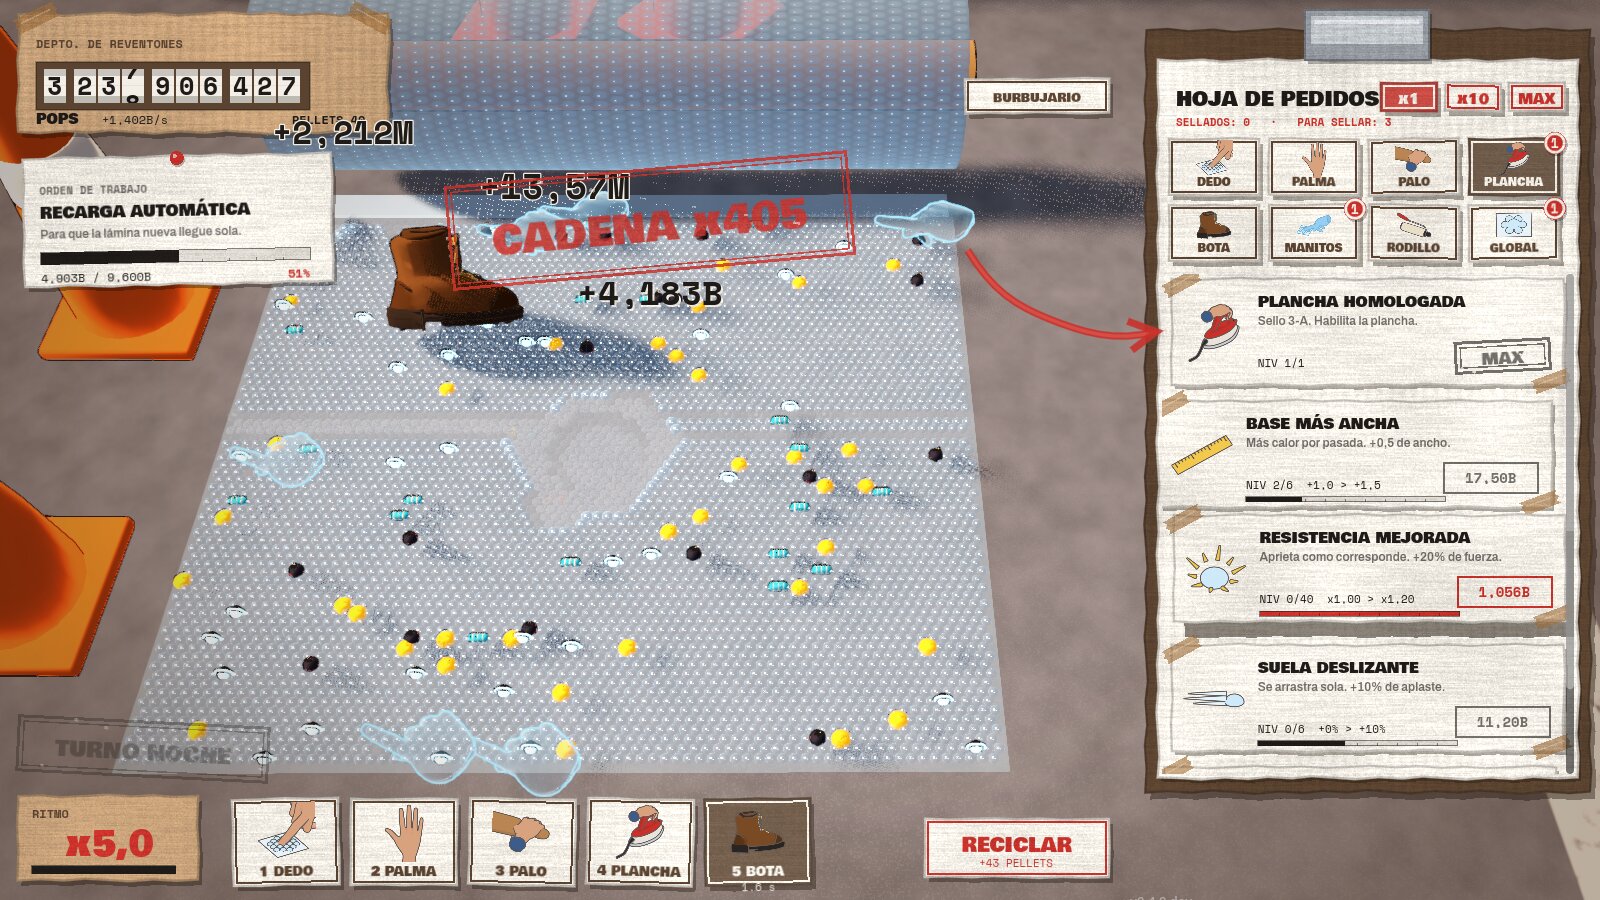 DEPTO. DE REVENTONES
POPS +1,402B/s
+2,212M
ORDEN DE TRABAJO
RECARGA AUTOMÁTICA
Para que la lámina nueva llegue sola.
4.903B / 9.600B 51%
+13,57M
CADENA x405
+4,183B
BURBUJARIO
TURNO NOCHE
RITMO
x5,0
1 DEDO
2 PALMA
3 PALO
4 PLANCHA
5 BOTA
1.6 s
RECICLAR
+43 PELLETS
HOJA DE PEDIDOS
x1
x10
MAX
SELLADOS: 0 · PARA SELLAR: 3
DEDO
PALMA
PALO
PLANCHA
1
BOTA
MANITOS
1
RODILLO
GLOBAL
1
PLANCHA HOMOLOGADA
Sello 3-A. Habilita la plancha.
NIV 1/1
MAX
BASE MÁS ANCHA
Más calor por pasada. +0,5 de ancho.
NIV 2/6 +1.0 > +1.5
17,50B
RESISTENCIA MEJORADA
Aprieta como corresponde. +20% de fuerza.
NIV 0/40 x1,00 > x1,20
1,056B
SUELA DESLIZANTE
Se arrastra sola. +10% de aplaste.
NIV 0/6 +0% > +10%
11,20B